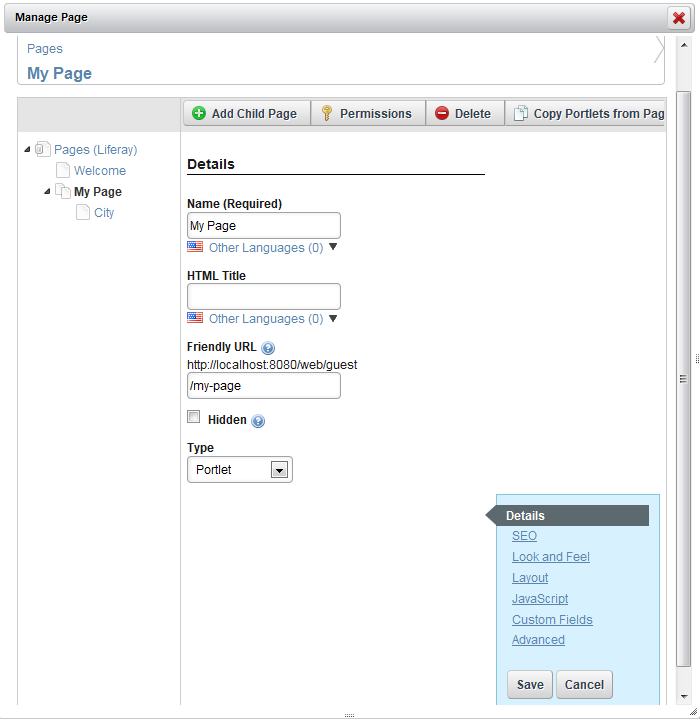 Manage Page
Pages
My Page
Add Child Page Permissions Delete Copy Portlets from Pag
Pages (Liferay)
Welcome
My Page
City
Details
Name (Required)
My Page
Other Languages (0)
HTML Title
Other Languages (0)
Friendly URL
http://localhost:8080/web/guest
/my-page
Hidden
Type
Portlet
Details
SEO
Look and Feel
Layout
JavaScript
Custom Fields
Advanced
Save Cancel